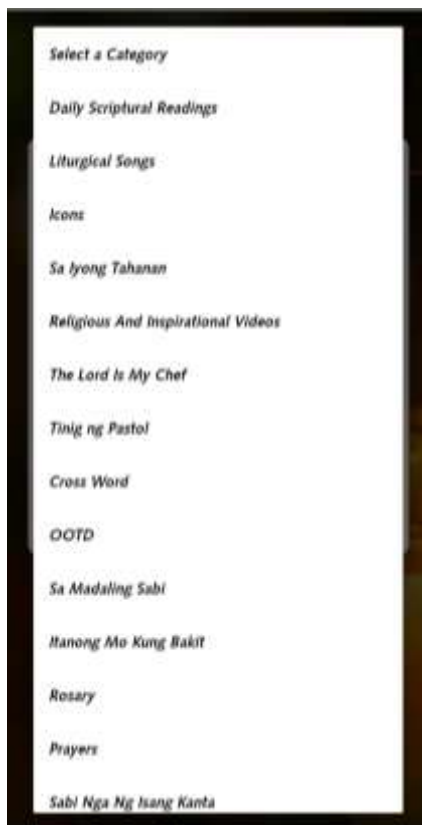 Select a Category
Daily Scriptural Readings
Liturgical Songs
Icons
Sa Iyong Tahanan
Religious And Inspirational Videos
The Lord Is My Chef
Tinig ng Pastol
Cross Word
OOTD
Sa Madaling Sabi
Itanong Mo Kung Bakit
Rosary
Prayers
Sabi Nga Ng Isang Kanta